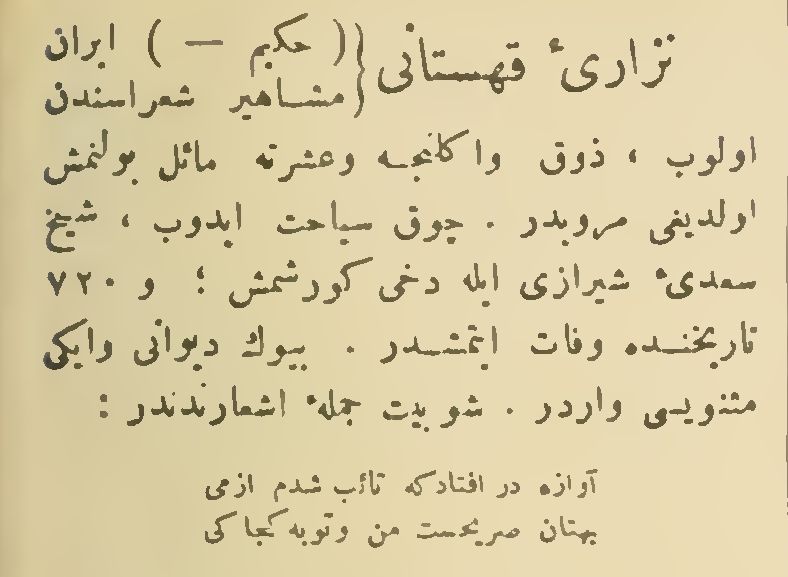 نزاریٔ قهستانی { ( حکیم — ) ایران
مشاهیر شعراسندن
اولوب ، ذوق واکلنجه وعشرته مائل بولنمش
اولدیغی مرویدر . چوق سیاحت ایدوب ، شیخ
سعدیٔ شیرازی ایله دخی کورشمش ؛ و ۷۲۰
تاریخنده وفات ایتمشدر . بیوك دیوانی وایکی
مثنویسی واردر . شو بیت جملهٔ اشعارندندر :
آوازه در افتادکه تائب شدم ازمی
بهتان صریحست من وتوبه کجا کی